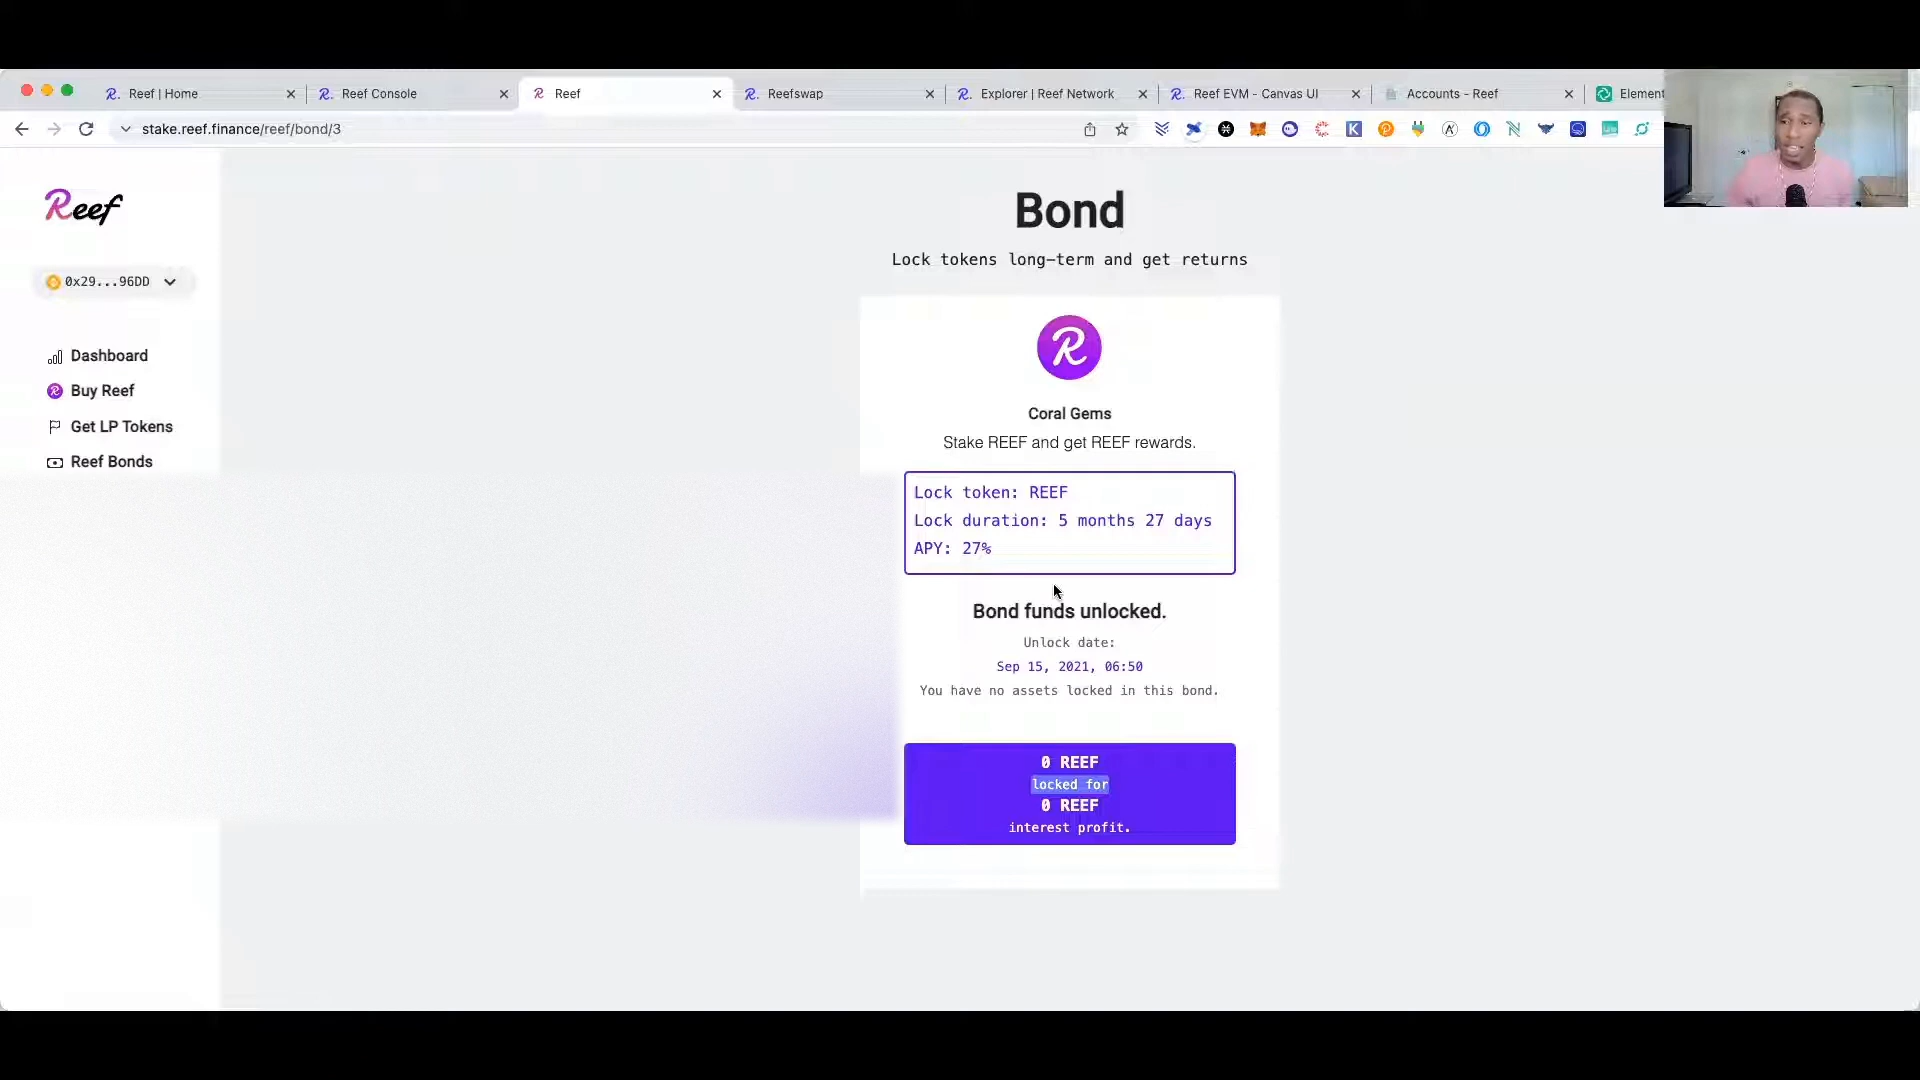 Reef | Home
Reef Console
Reef
Reefswap
Explorer | Reef Network
Reef EVM - Canvas UI
Accounts - Reef
Element
stake.reef.finance/reef/bond/3
Reef
0x29...96DD
Dashboard
Buy Reef
Get LP Tokens
Reef Bonds
Bond
Lock tokens long-term and get returns
Coral Gems
Stake REEF and get REEF rewards.
Lock token: REEF
Lock duration: 5 months 27 days
APY: 27%
Bond funds unlocked.
Unlock date:
Sep 15, 2021, 06:50
You have no assets locked in this bond.
0 REEF
locked for
0 REEF
interest profit.